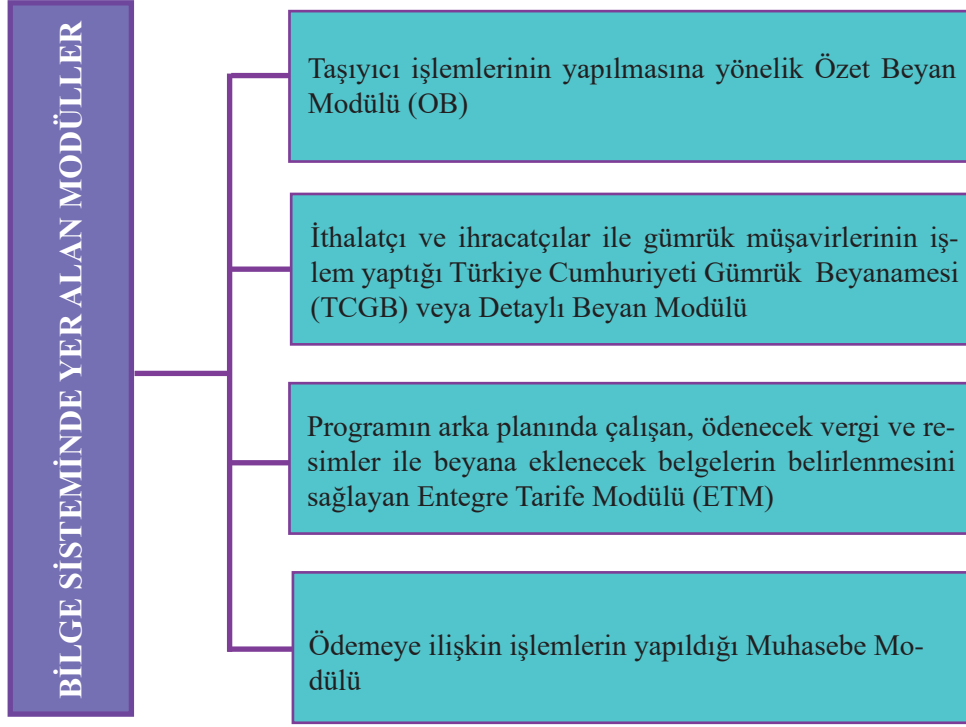 BİLGE SİSTEMİNDE YER ALAN MODÜLLER
Taşıyıcı işlemlerinin yapılmasına yönelik Özet Beyan
Modülü (OB)
İthalatçı ve ihracatçılar ile gümrük müşavirlerinin iş-
lem yaptığı Türkiye Cumhuriyeti Gümrük Beyanamesi
(TCGB) veya Detaylı Beyan Modülü
Programın arka planında çalışan, ödenecek vergi ve re-
simler ile beyana eklenecek belgelerin belirlenmesini
sağlayan Entegre Tarife Modülü (ETM)
Ödemeye ilişkin işlemlerin yapıldığı Muhasebe Mo-
dülü